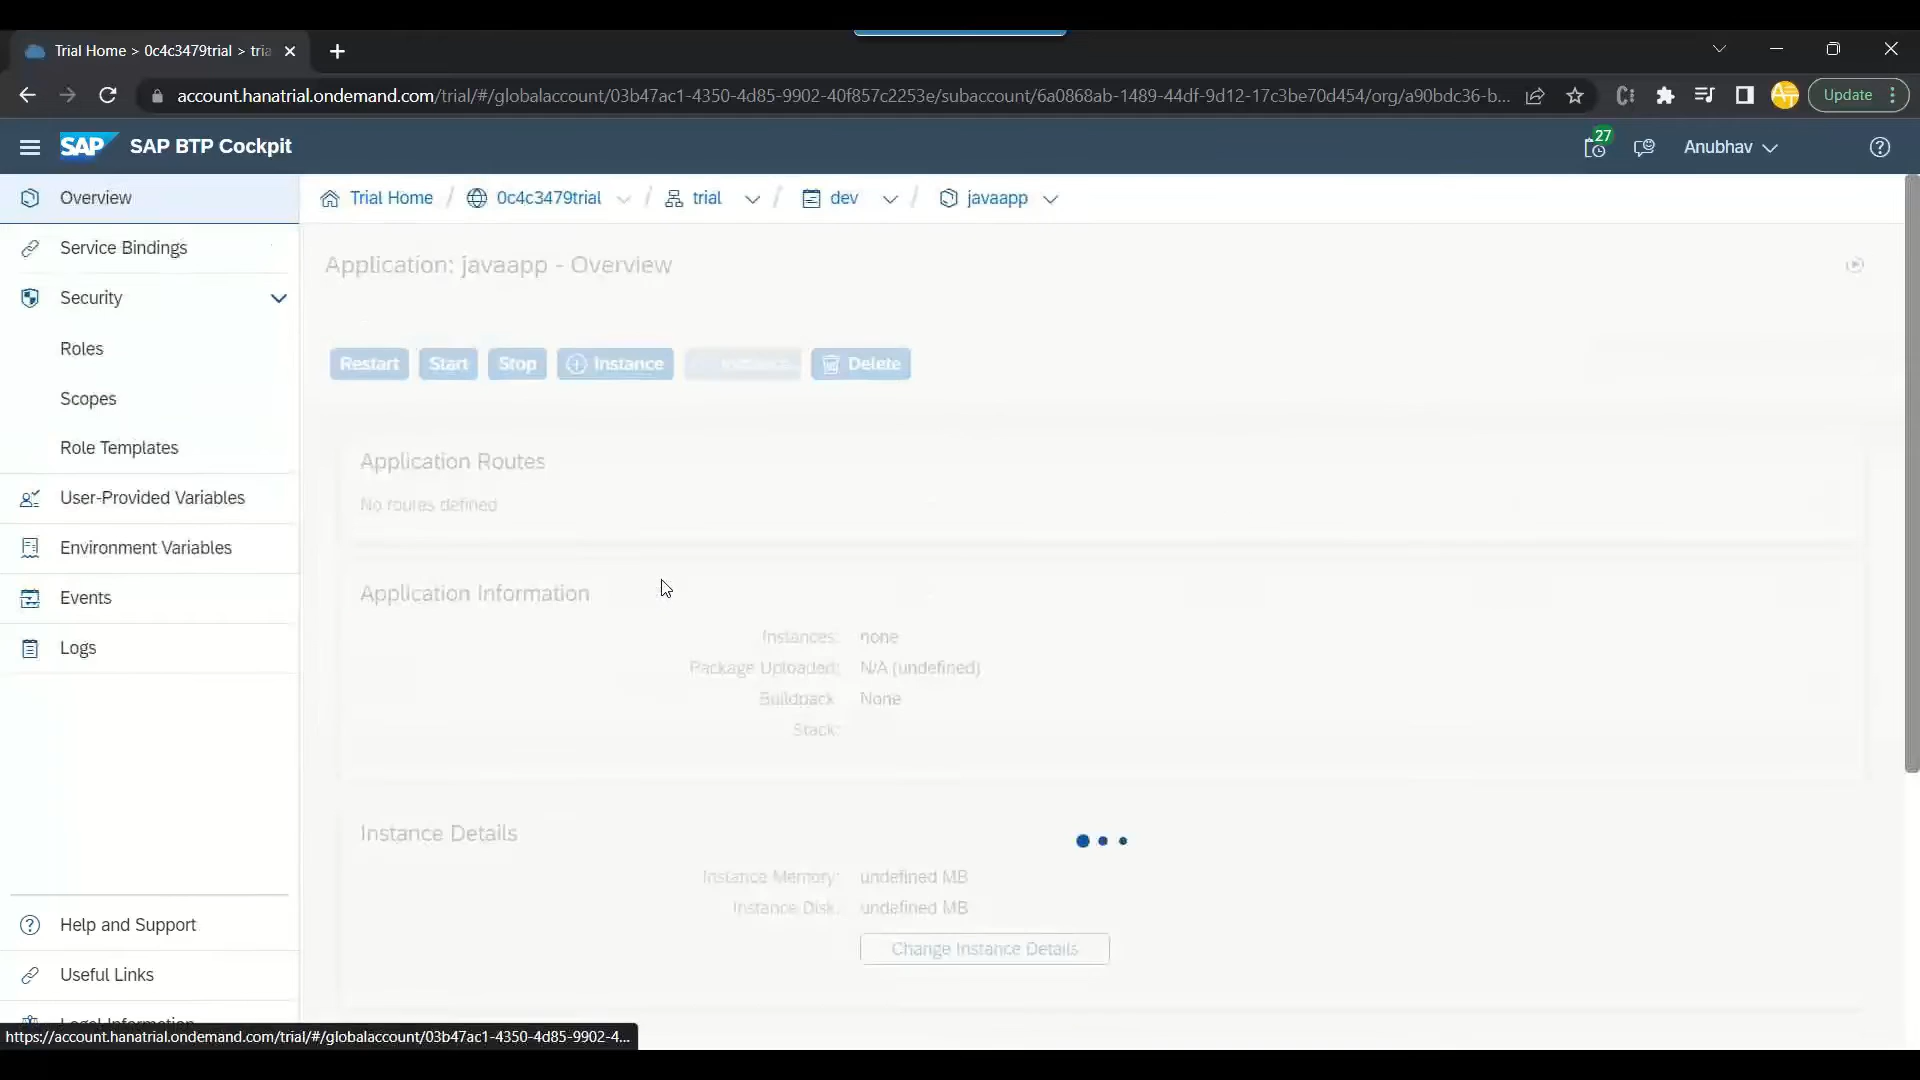 Trial Home > 0c4c3479trial > tria
account.hanatrial.ondemand.com/trial/#/globalaccount/03b47ac1-4350-4d85-9902-40f857c2253e/subaccount/6a0868ab-1489-44df-9d12-17c3be70d454/org/a90bdc36-b...
Update
SAP
SAP BTP Cockpit
27
Anubhav
Overview
Trial Home / 0c4c3479trial / trial / dev / javaapp
Service Bindings
Application: javaapp - Overview
Security
Roles
Restart
Start
Stop
Instance
Instance
Delete
Scopes
Role Templates
Application Routes
User-Provided Variables
No routes defined
Environment Variables
Events
Application Information
Instances: none
Logs
Package Uploaded: N/A (undefined)
Buildpack: None
Stack:
Instance Details
Instance Memory: undefined MB
Instance Disk: undefined MB
Help and Support
Change Instance Details
Useful Links
Legal Information
https://account.hanatrial.ondemand.com/trial/#/globalaccount/03b47ac1-4350-4d85-9902-4...